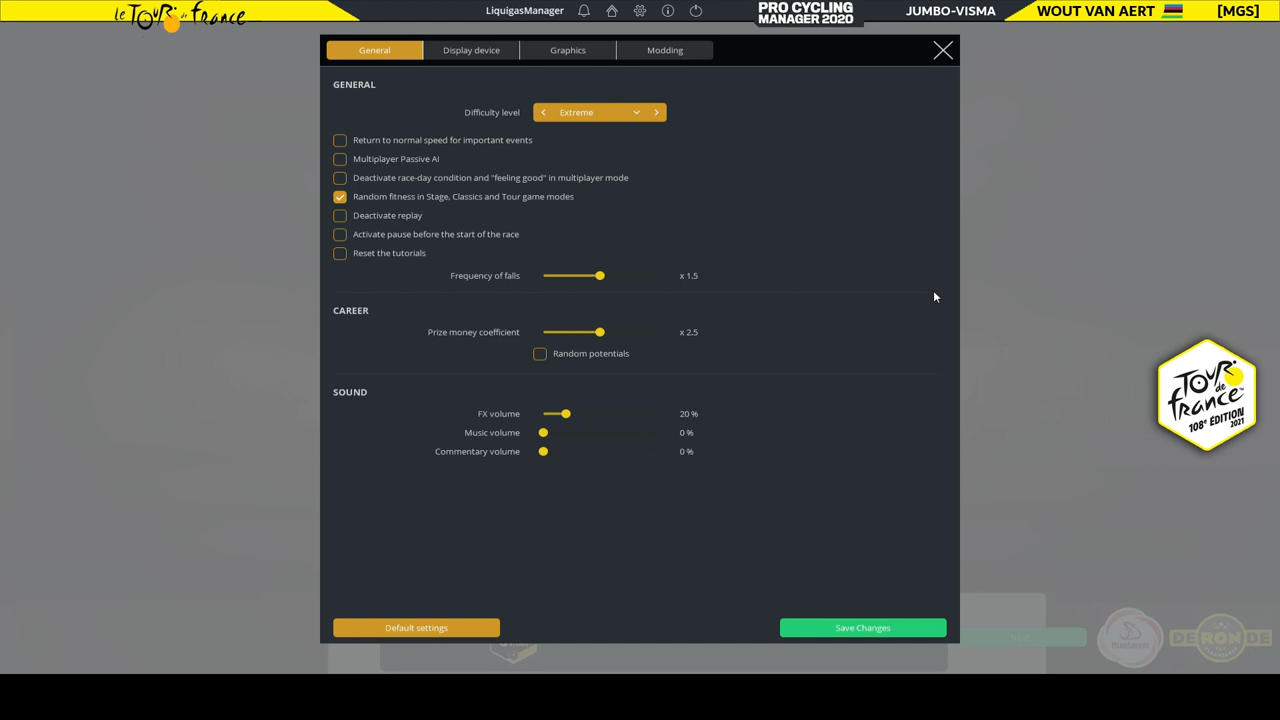 le Tour de france
LiquigasManager
PRO CYCLING
MANAGER 2020
JUMBO-VISMA
WOUT VAN AERT
[MGS]
General
Display device
Graphics
Modding
GENERAL
Difficulty level
Extreme
Return to normal speed for important events
Multiplayer Passive AI
Deactivate race-day condition and "feeling good" in multiplayer mode
Random fitness in Stage, Classics and Tour game modes
Deactivate replay
Activate pause before the start of the race
Reset the tutorials
Frequency of falls
x 1.5
CAREER
Prize money coefficient
x 2.5
Random potentials
SOUND
FX volume
20 %
Music volume
0 %
Commentary volume
0 %
Default settings
Save Changes
TOUR
de
france
108e ÉDITION
2021
DE RONDE